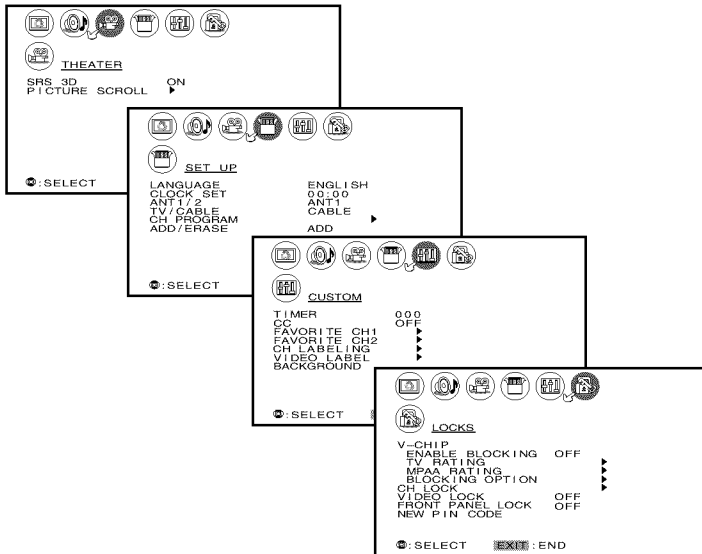 THEATER
SRS 3D ON
PICTURE SCROLL ▶
:SELECT
SET UP
LANGUAGE ENGLISH
CLOCK SET 00:00
ANT1/2 ANT1
TV/CABLE CABLE
CH PROGRAM ▶
ADD/ERASE ADD
:SELECT
CUSTOM
TIMER 000
CC OFF
FAVORITE CH1 ▶
FAVORITE CH2 ▶
CH LABELING ▶
VIDEO LABEL ▶
BACKGROUND
:SELECT
LOCKS
V-CHIP
ENABLE BLOCKING OFF
TV RATING ▶
MPAA RATING ▶
BLOCKING OPTION ▶
CH LOCK ▶
VIDEO LOCK OFF
FRONT PANEL LOCK OFF
NEW PIN CODE
:SELECT EXIT:END